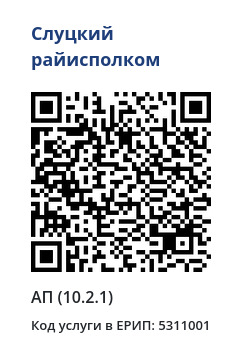 Слуцкий
райисполком
АП (10.2.1)
Код услуги в ЕРИП: 5311001